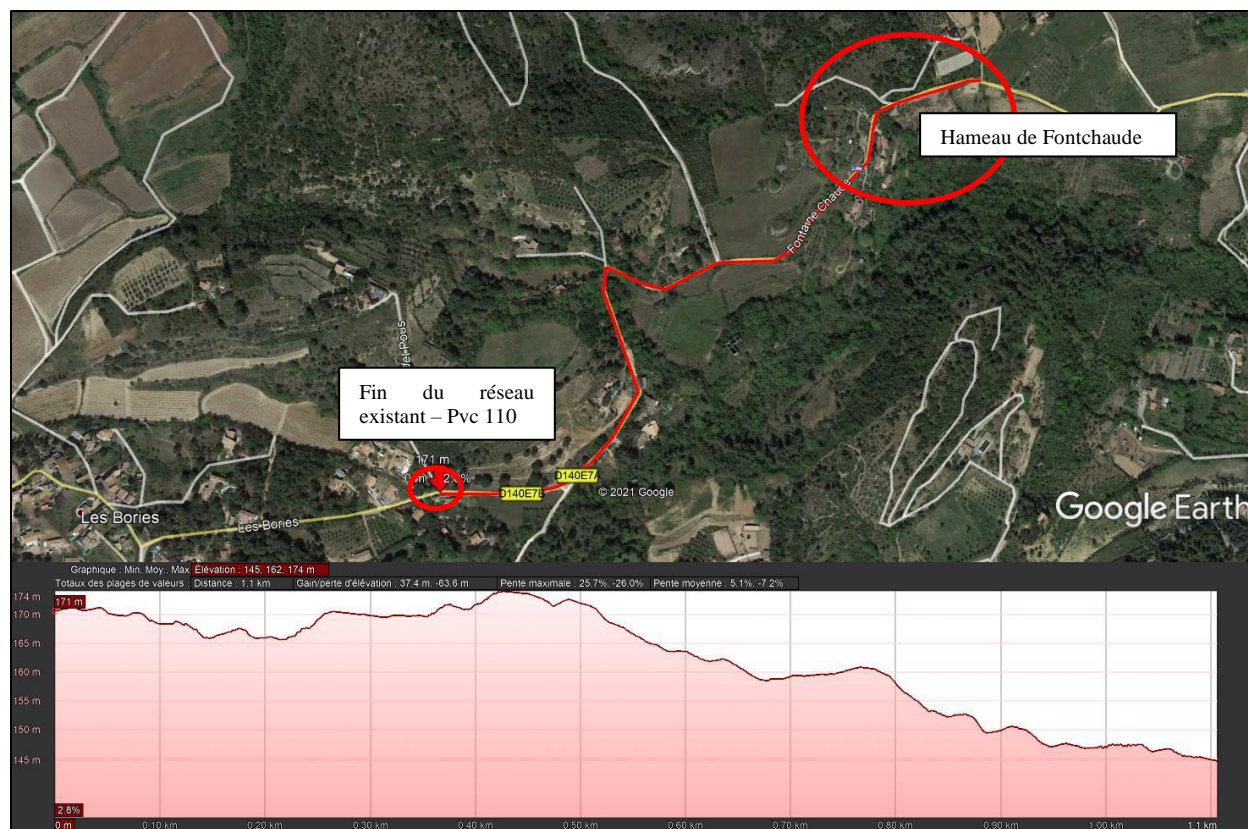 Hameau de Fontchaude
Fontaine Chaude
del Pous
Fin du réseau
existant – Pvc 110
171 m
D140E7A
D140E7B
© 2021 Google
Google Earth
Les Bories
Les Bories
Graphique : Min, Moy., Max Élévation : 145, 162, 174 m
Totaux des plages de valeurs : Distance : 1.1 km Gain/perte d'élévation : 37.4 m, -63.6 m Pente maximale : 25.7%, -26.0% Pente moyenne : 5.1%, -7.2%
174 m
171 m
170 m
165 m
160 m
155 m
150 m
145 m
2.8%
0 m 0.10 km 0.20 km 0.30 km 0.40 km 0.50 km 0.60 km 0.70 km 0.80 km 0.90 km 1.00 km 1.1 km